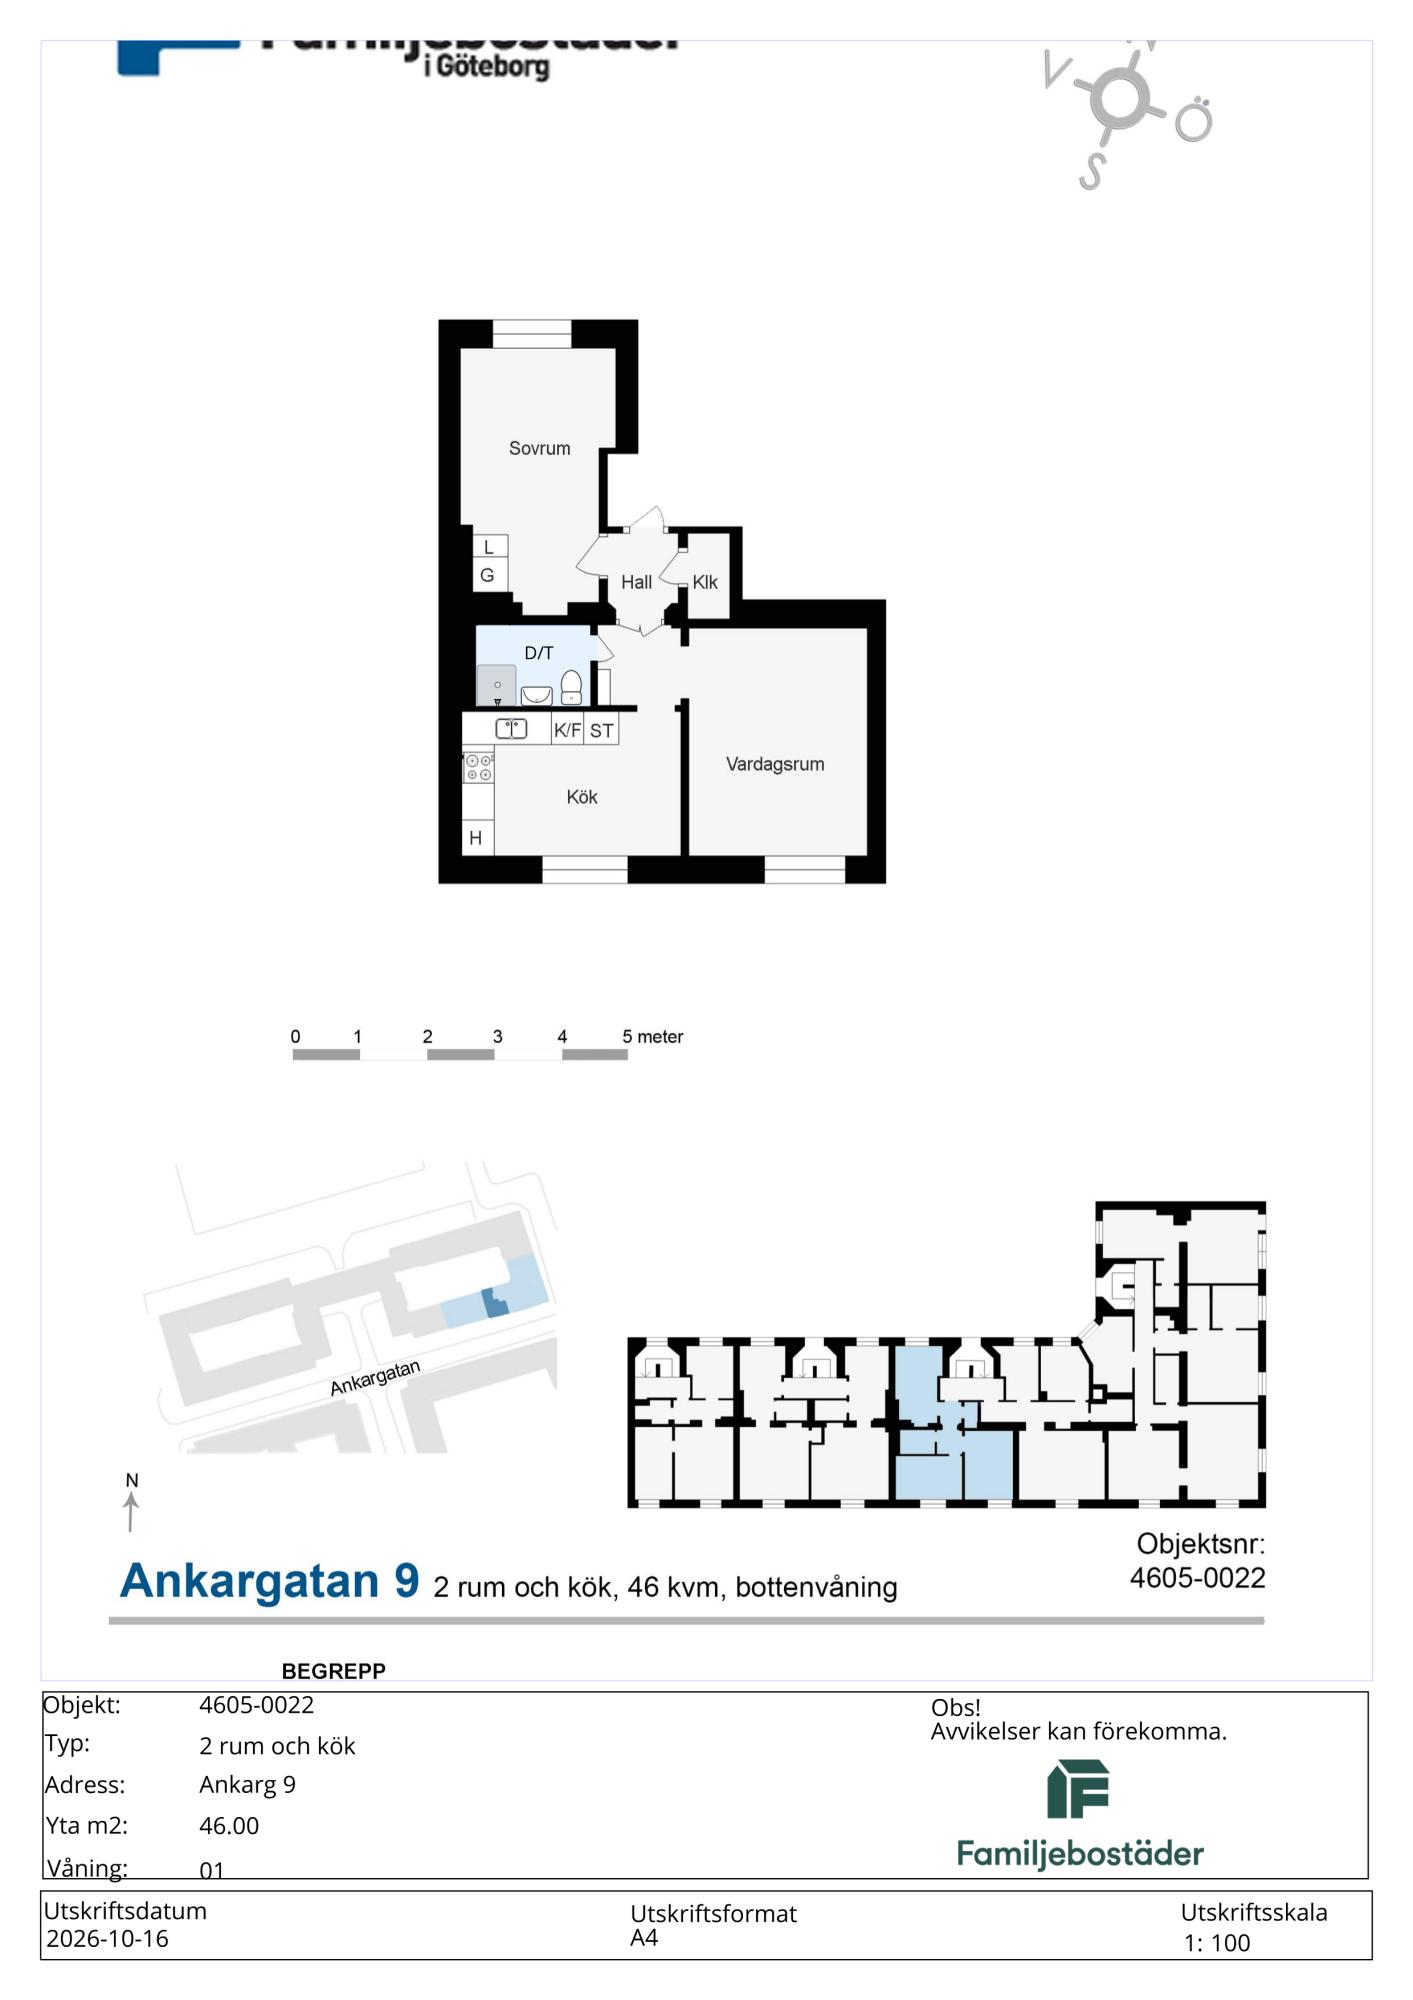 Familjebostäder
i Göteborg
V
Ö
S
Sovrum
L
G
Hall
Klk
D/T
K/F
ST
Vardagsrum
Kök
H
0 1 2 3 4 5 meter
Ankargatan
N
Objektsnr:
4605-0022
Ankargatan 9 2 rum och kök, 46 kvm, bottenvåning
BEGREPP
Objekt: 4605-0022
Typ: 2 rum och kök
Adress: Ankarg 9
Yta m2: 46.00
Våning: 01
Obs!
Avvikelser kan förekomma.
Familjebostäder
Utskriftsdatum
2026-10-16
Utskriftsformat
A4
Utskriftsskala
1: 100